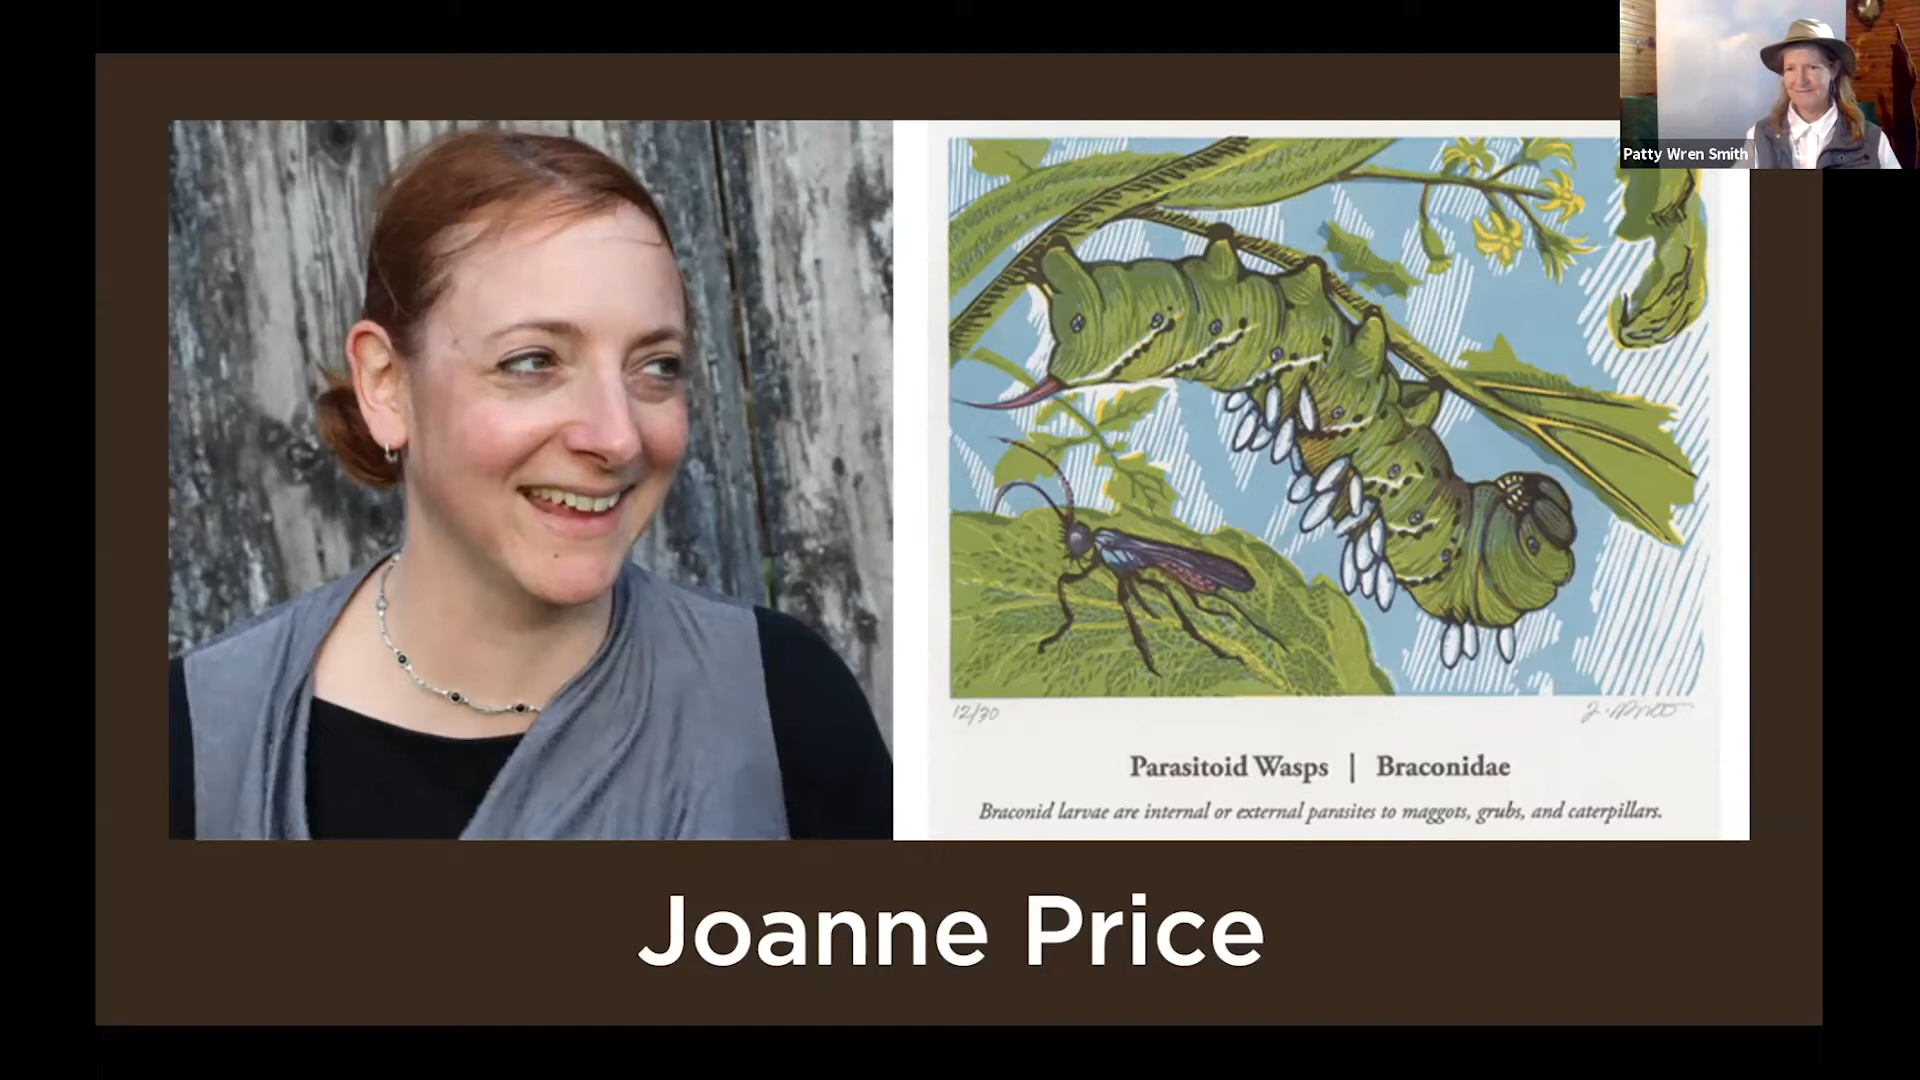 Patty Wren Smith
12/30
Parasitoid Wasps | Braconidae
Braconid larvae are internal or external parasites to maggots, grubs, and caterpillars.
Joanne Price